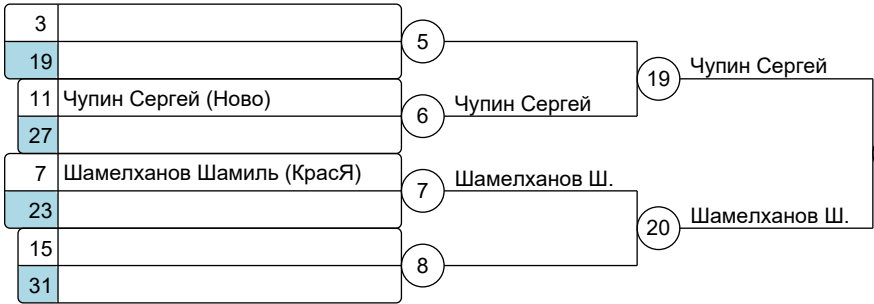 3
5
19
19
Чупин Сергей
11 Чупин Сергей (Ново)
6
Чупин Сергей
27
7 Шамелханов Шамиль (КрасЯ)
7
Шамелханов Ш.
23
20
Шамелханов Ш.
15
8
31